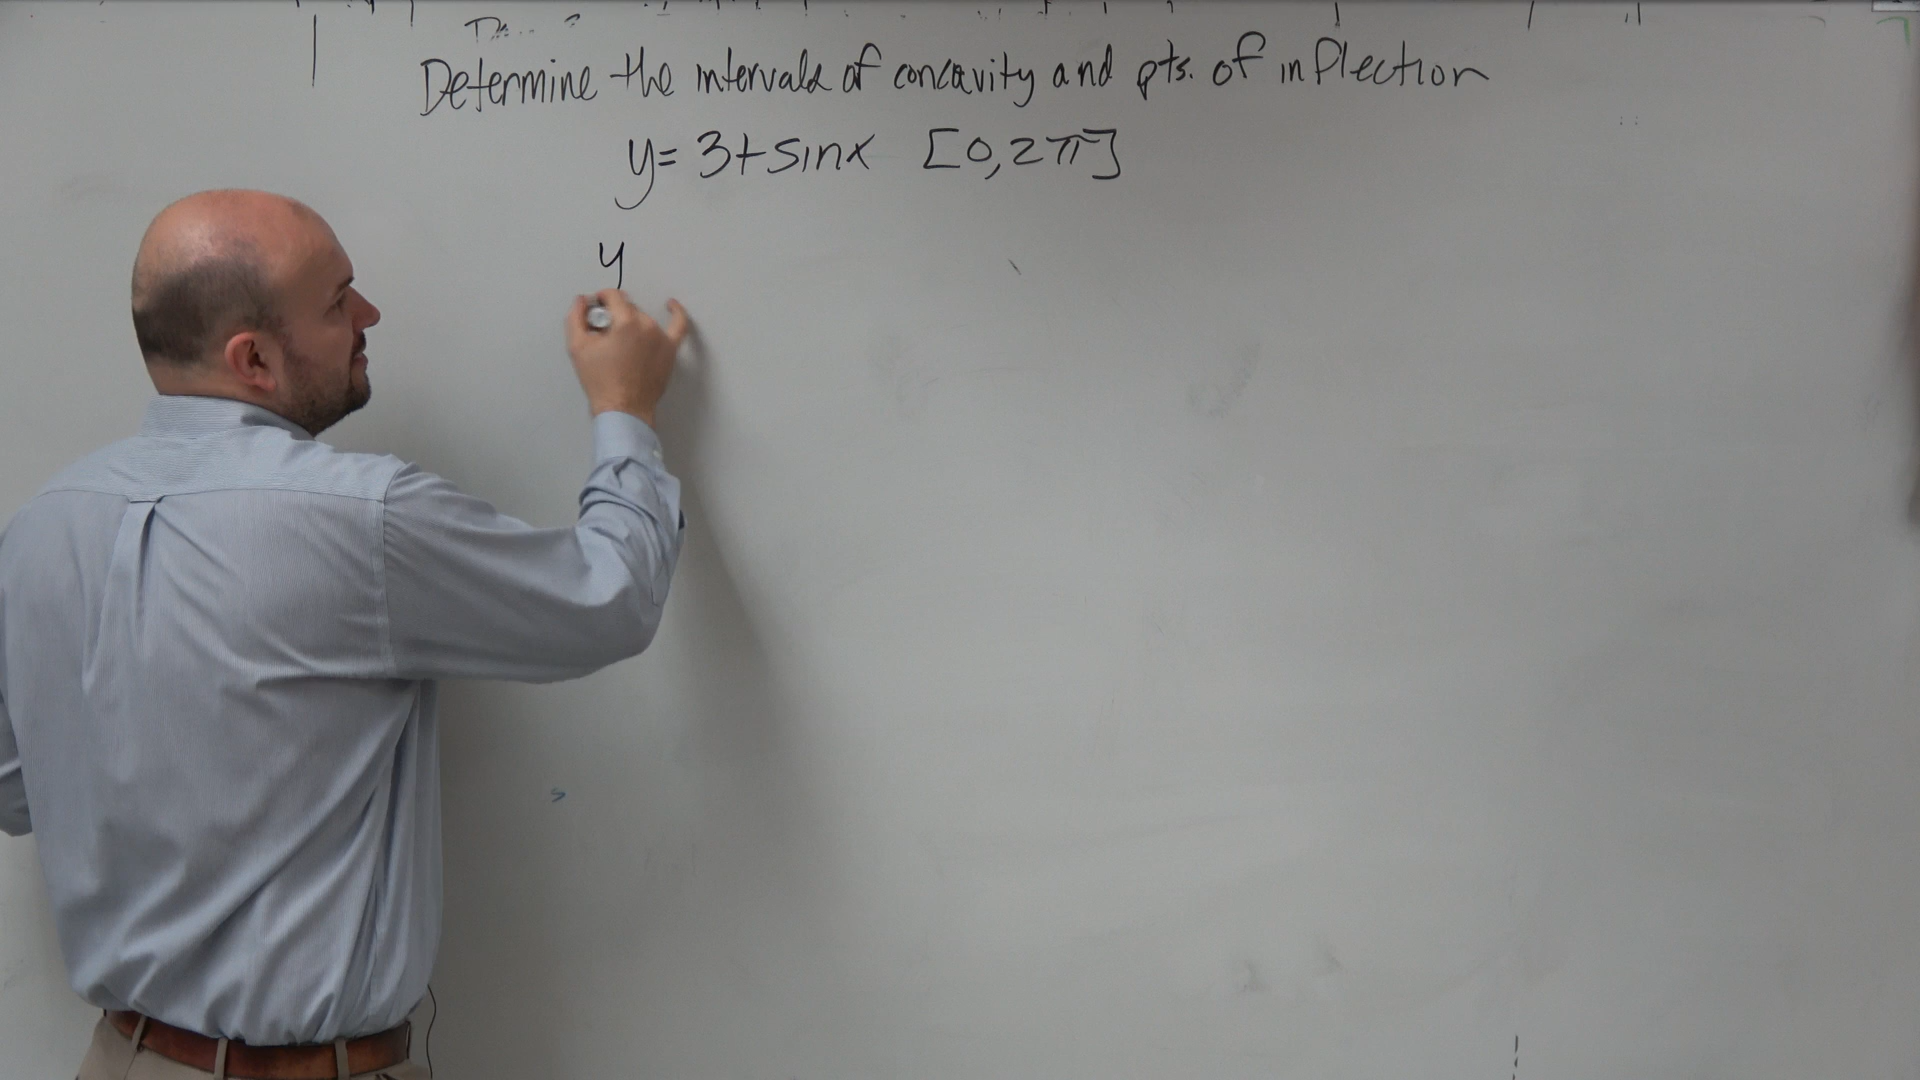 Determine the intervals of concavity and pts. of inflection
y= 3+sinx [0,2π]
y